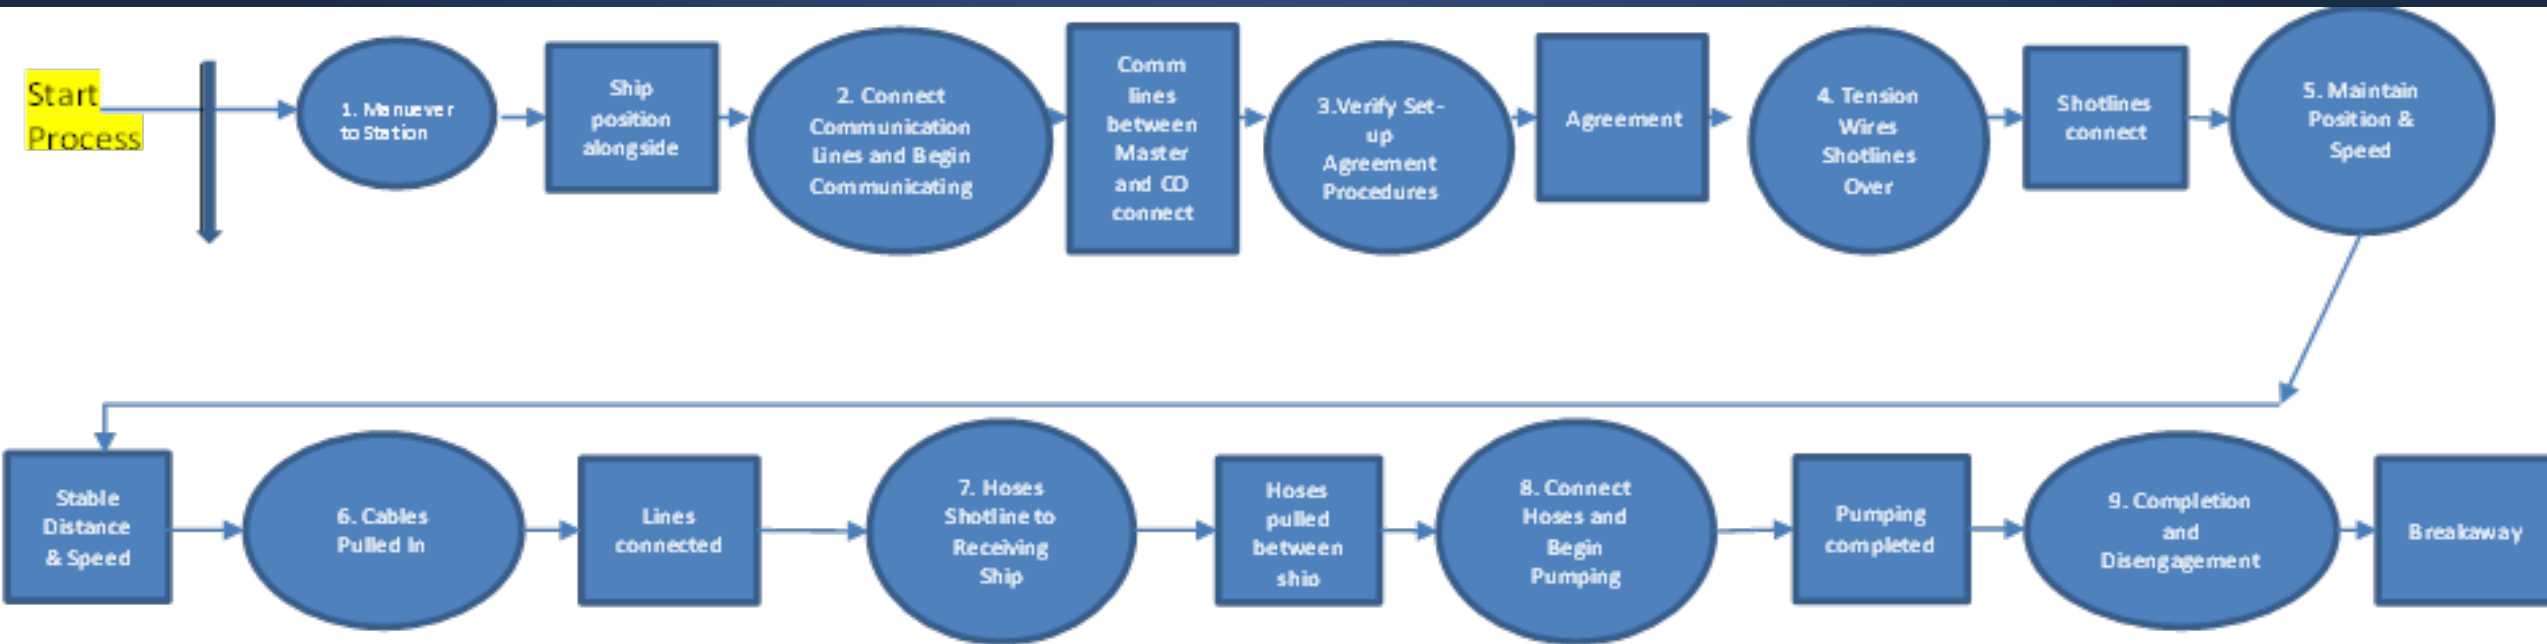 Start
Process
1. Manuever
to Station
Ship
position
alongside
2. Connect
Communication
Lines and Begin
Communicating
Comm
lines
between
Master
and CO
connect
3.Verify Set-
up
Agreement
Procedures
Agreement
4. Tension
Wires
Shotlines
Over
Shotlines
connect
5. Maintain
Position &
Speed
Stable
Distance
& Speed
6. Cables
Pulled In
Lines
connected
7. Hoses
Shotline to
Receiving
Ship
Hoses
pulled
between
ship
8. Connect
Hoses and
Begin
Pumping
Pumping
completed
9. Completion
and
Disengagement
Breakaway